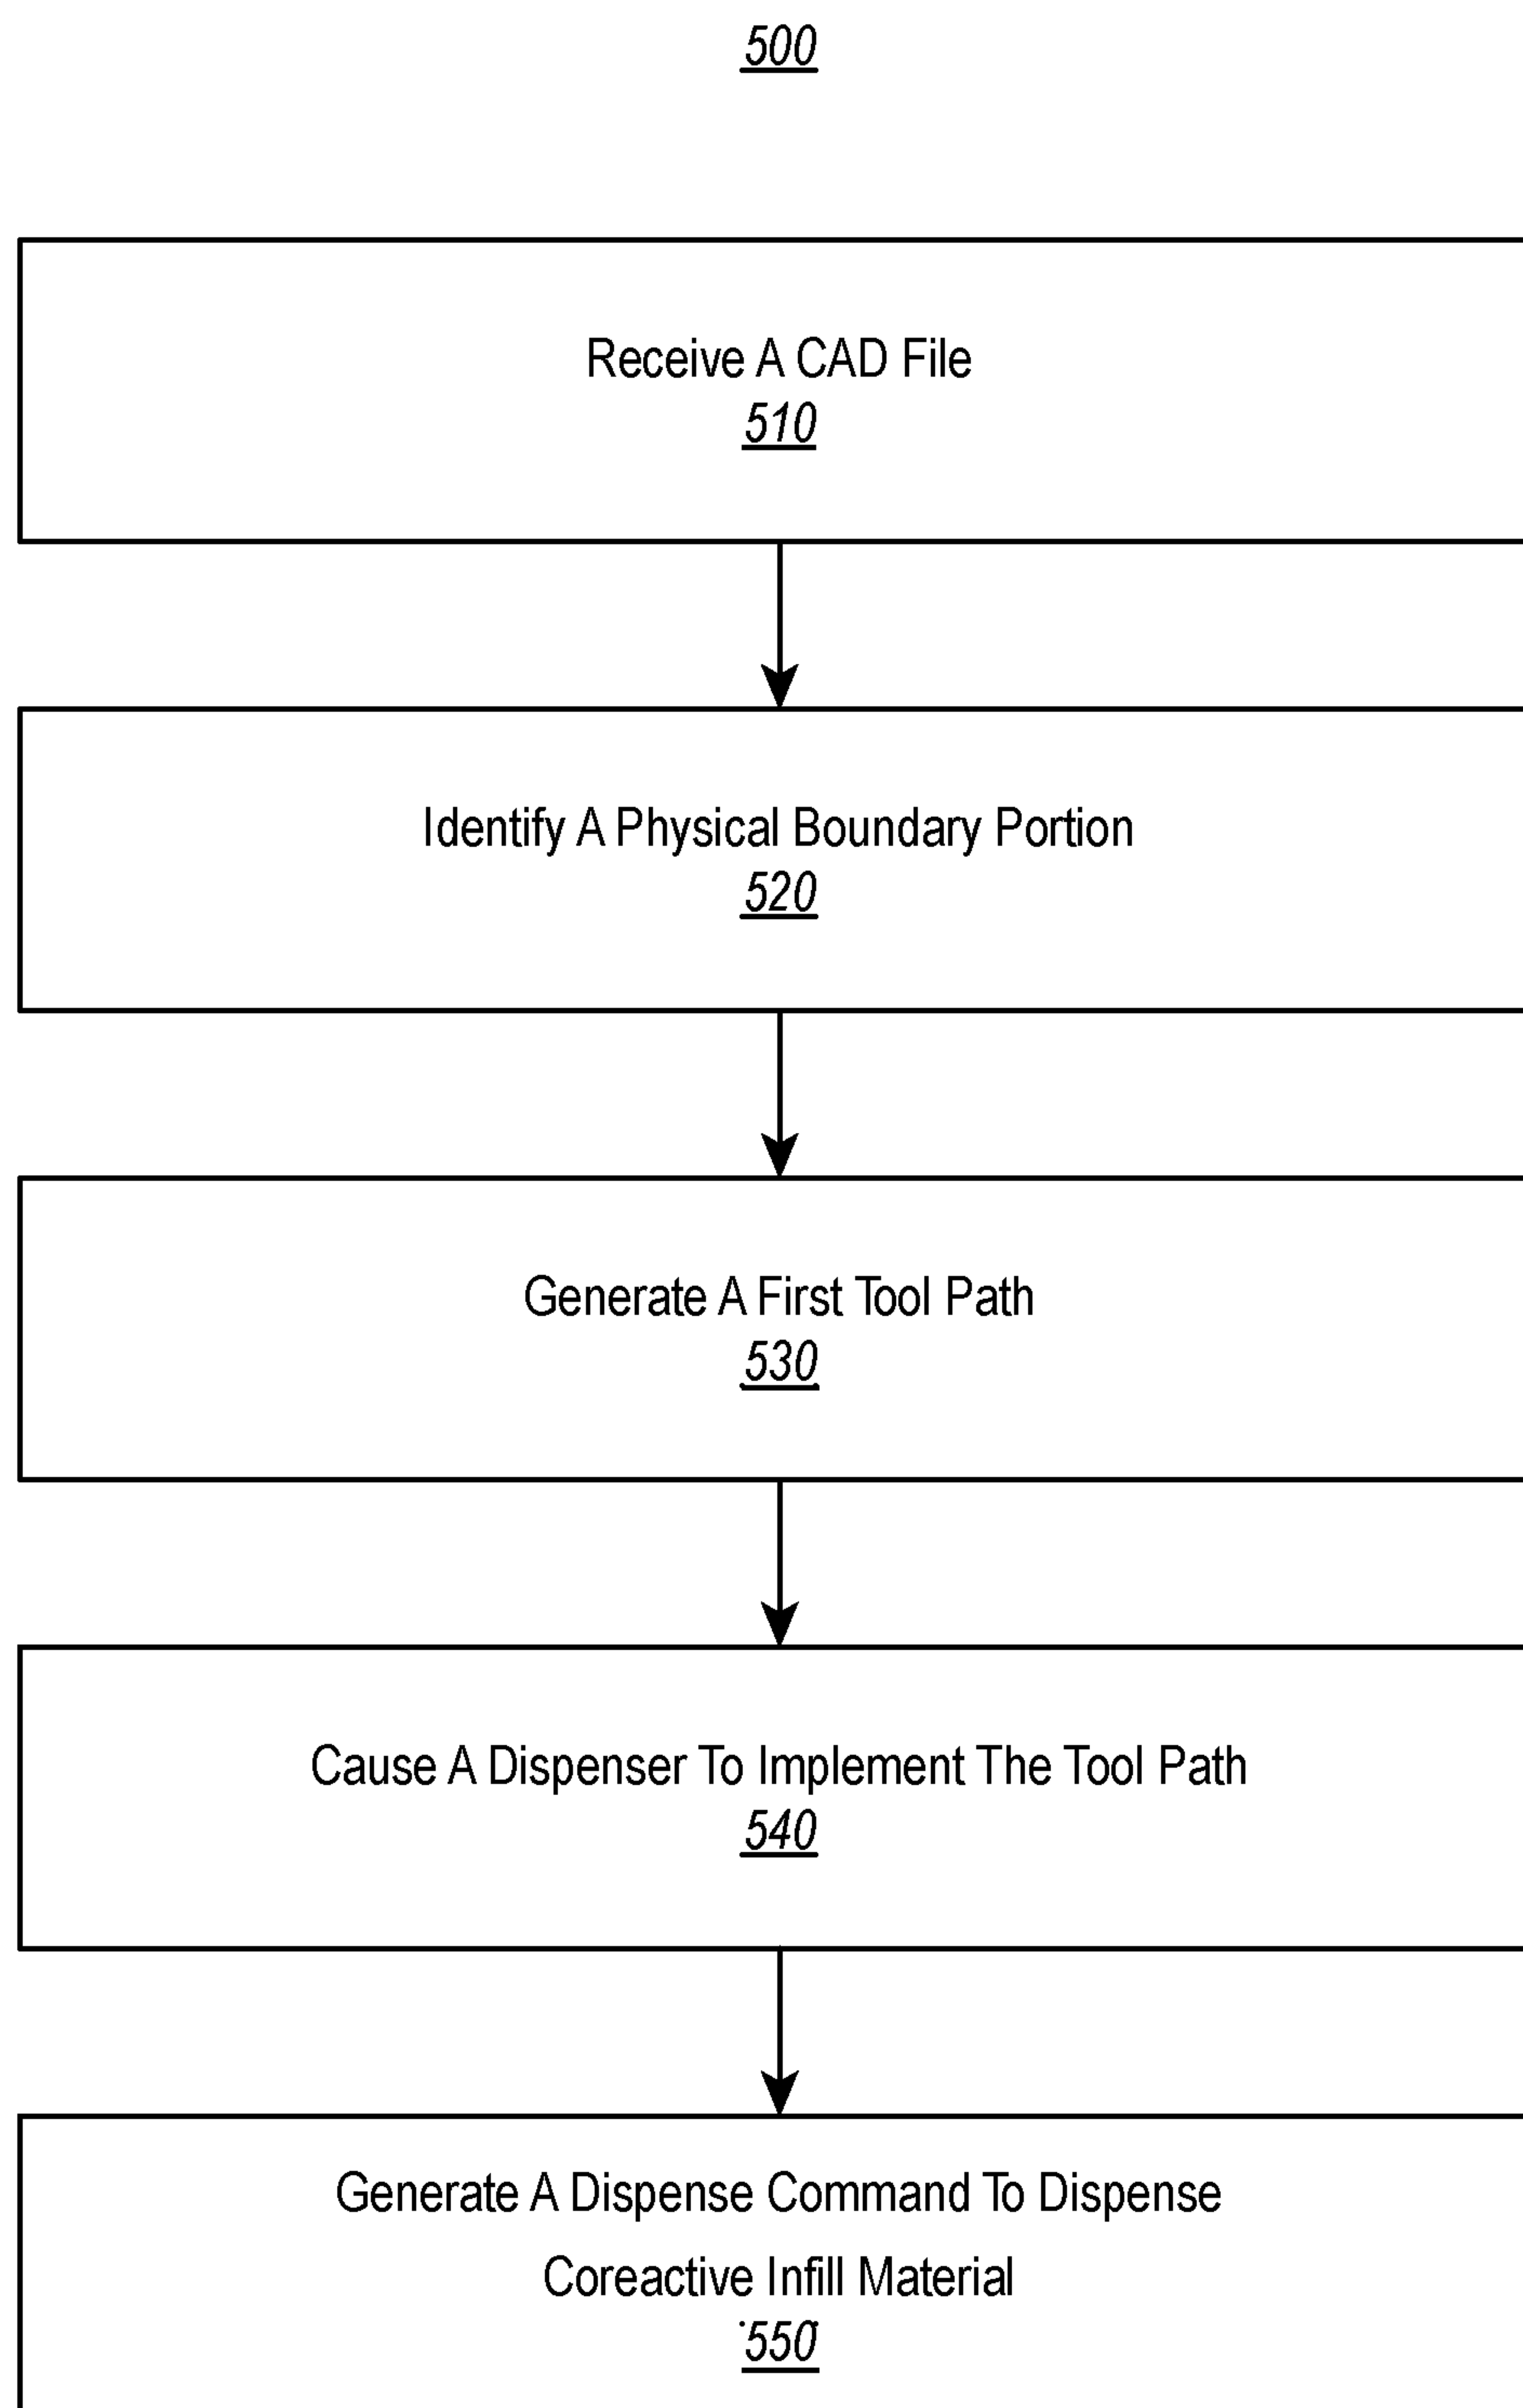 500
Receive A CAD File
510
Identify A Physical Boundary Portion
520
Generate A First Tool Path
530
Cause A Dispenser To Implement The Tool Path
540
Generate A Dispense Command To Dispense
Coreactive Infill Material
550